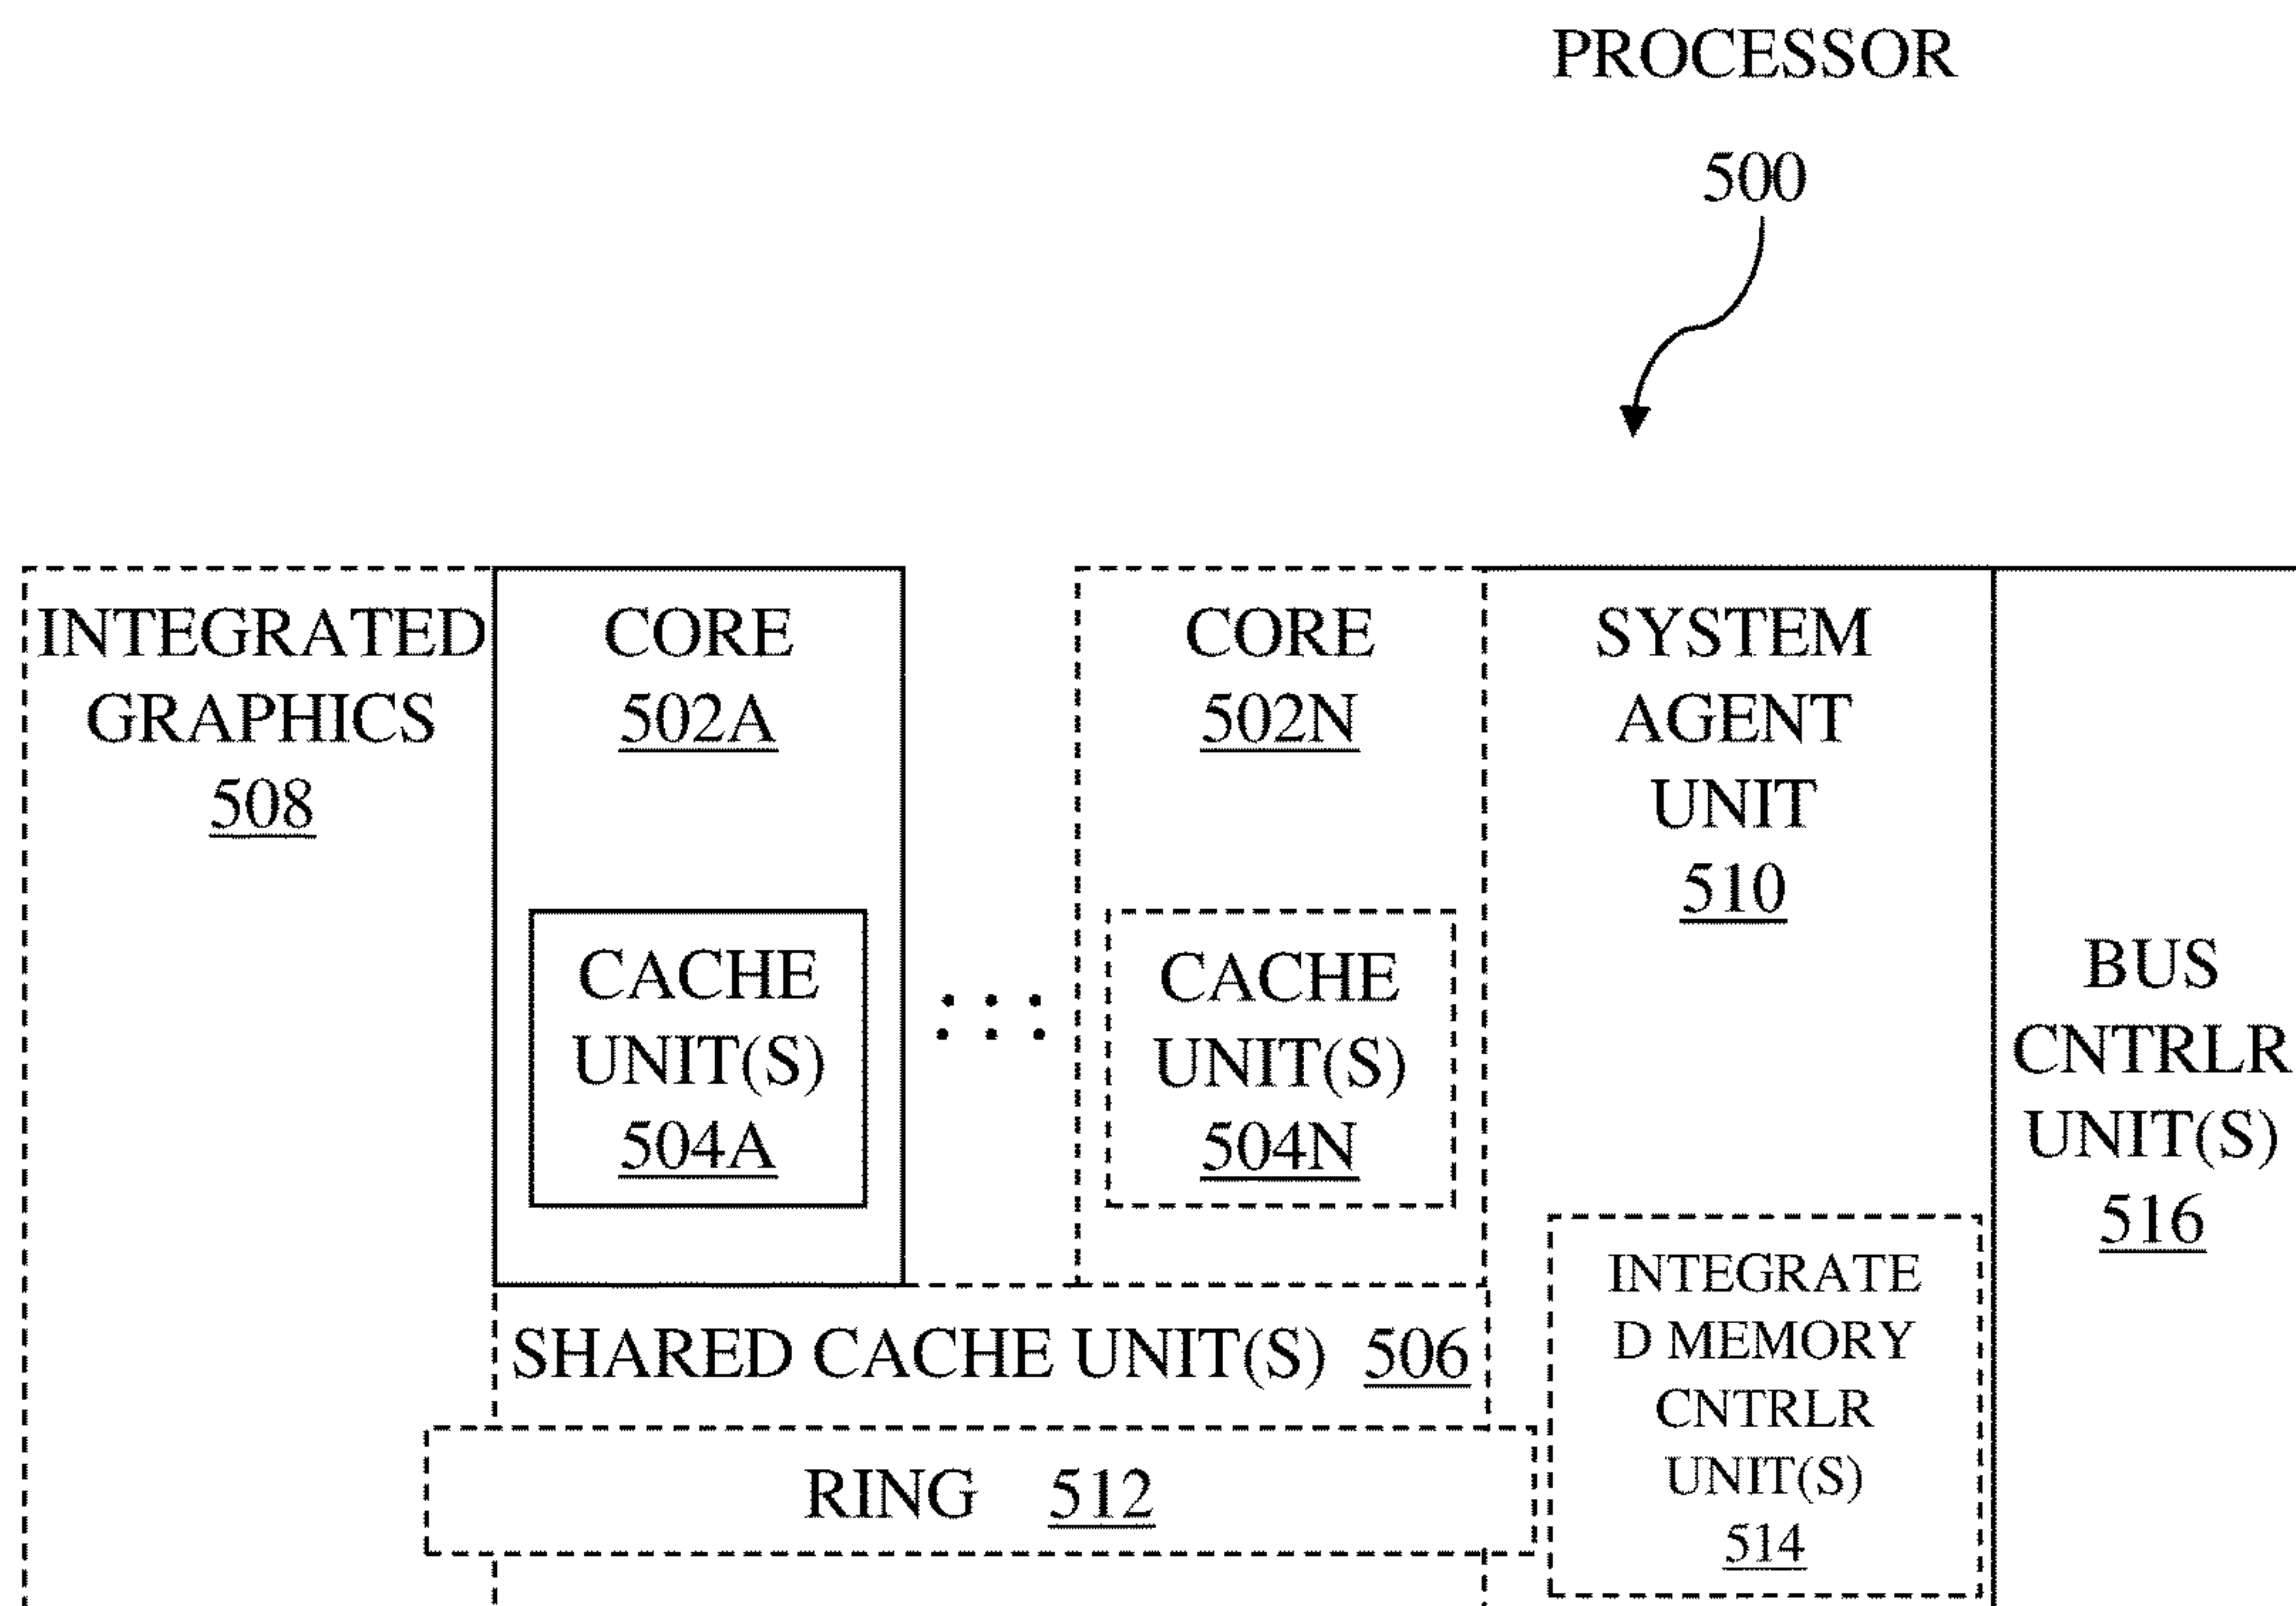 PROCESSOR
500
INTEGRATED
GRAPHICS
508
CORE
502A
CACHE
UNIT(S)
504A
CORE
502N
CACHE
UNIT(S)
504N
SYSTEM
AGENT
UNIT
510
BUS
CNTRLR
UNIT(S)
516
SHARED CACHE UNIT(S) 506
RING 512
INTEGRATE
D MEMORY
CNTRLR
UNIT(S)
514